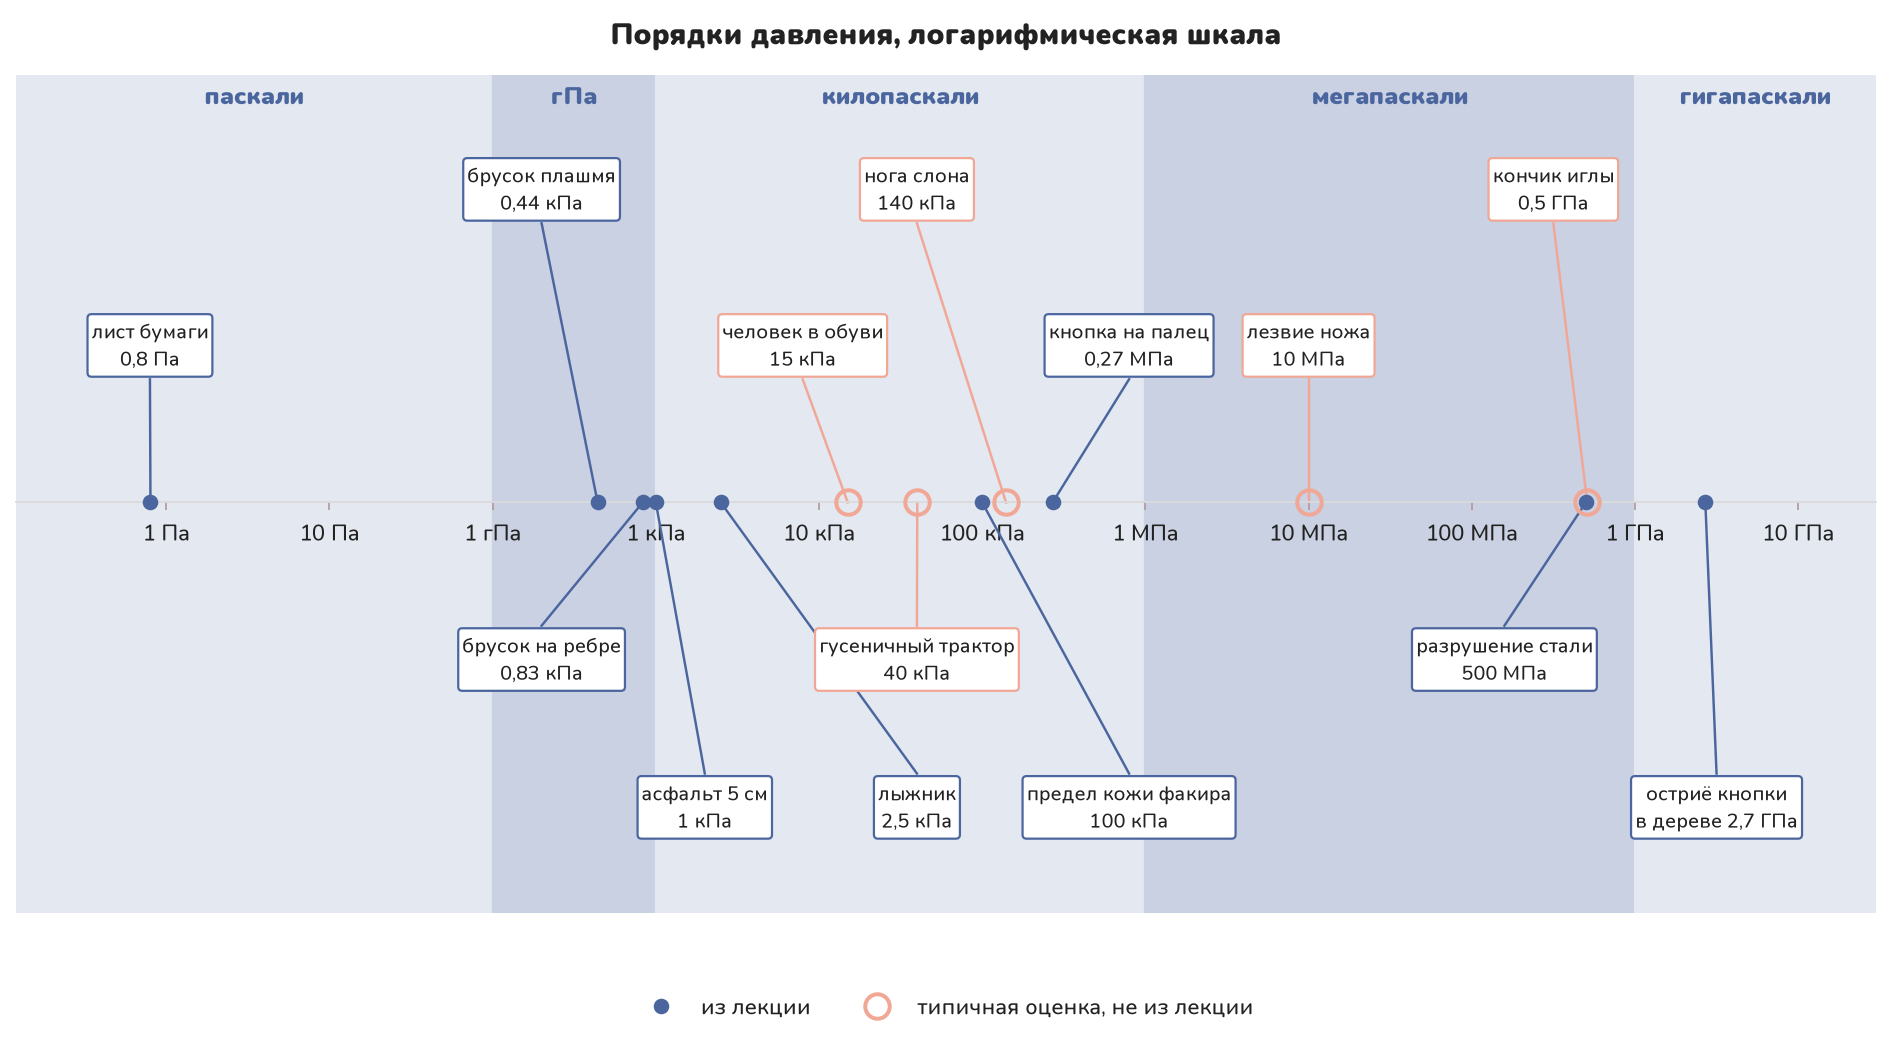 Порядки давления, логарифмическая шкала
паскали
гПа
килопаскали
мегапаскали
гигапаскали
брусок плашмя
0,44 кПа
нога слона
140 кПа
кончик иглы
0,5 ГПа
лист бумаги
0,8 Па
человек в обуви
15 кПа
кнопка на палец
0,27 МПа
лезвие ножа
10 МПа
1 Па
10 Па
1 гПа
1 кПа
10 кПа
100 кПа
1 МПа
10 МПа
100 МПа
1 ГПа
10 ГПа
брусок на ребре
0,83 кПа
гусеничный трактор
40 кПа
разрушение стали
500 МПа
асфальт 5 см
1 кПа
лыжник
2,5 кПа
предел кожи факира
100 кПа
остриё кнопки
в дереве 2,7 ГПа
из лекции
типичная оценка, не из лекции